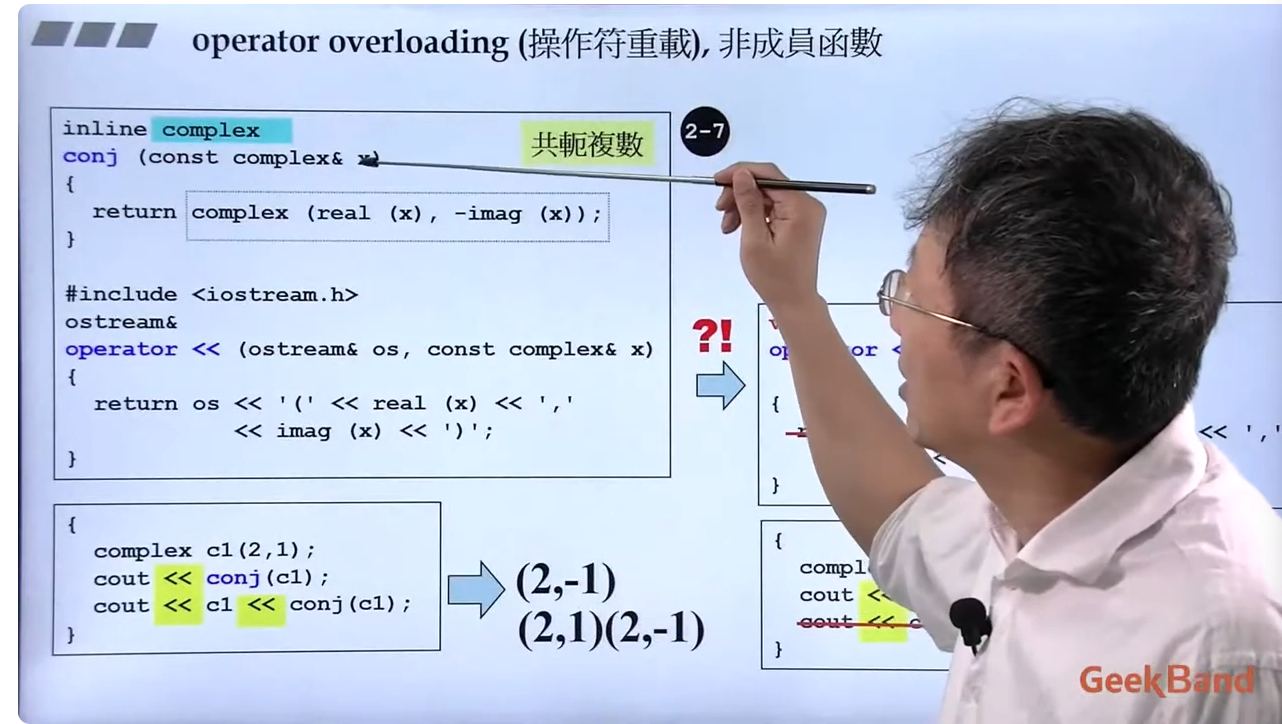 operator overloading (操作符重載), 非成員函數
inline complex
共軛複數
2-7
conj (const complex& x)
{
return complex (real (x), -imag (x));
}
#include <iostream.h>
ostream&
operator << (ostream& os, const complex& x)
{
return os << '(' << real (x) << ','
<< imag (x) << ')';
}
?!
{
<< ','
}
{
complex c1(2,1);
cout << conj(c1);
cout << c1 << conj(c1);
}
(2,-1)
(2,1)(2,-1)
{
cout <<
cout << c
}
GeekBand